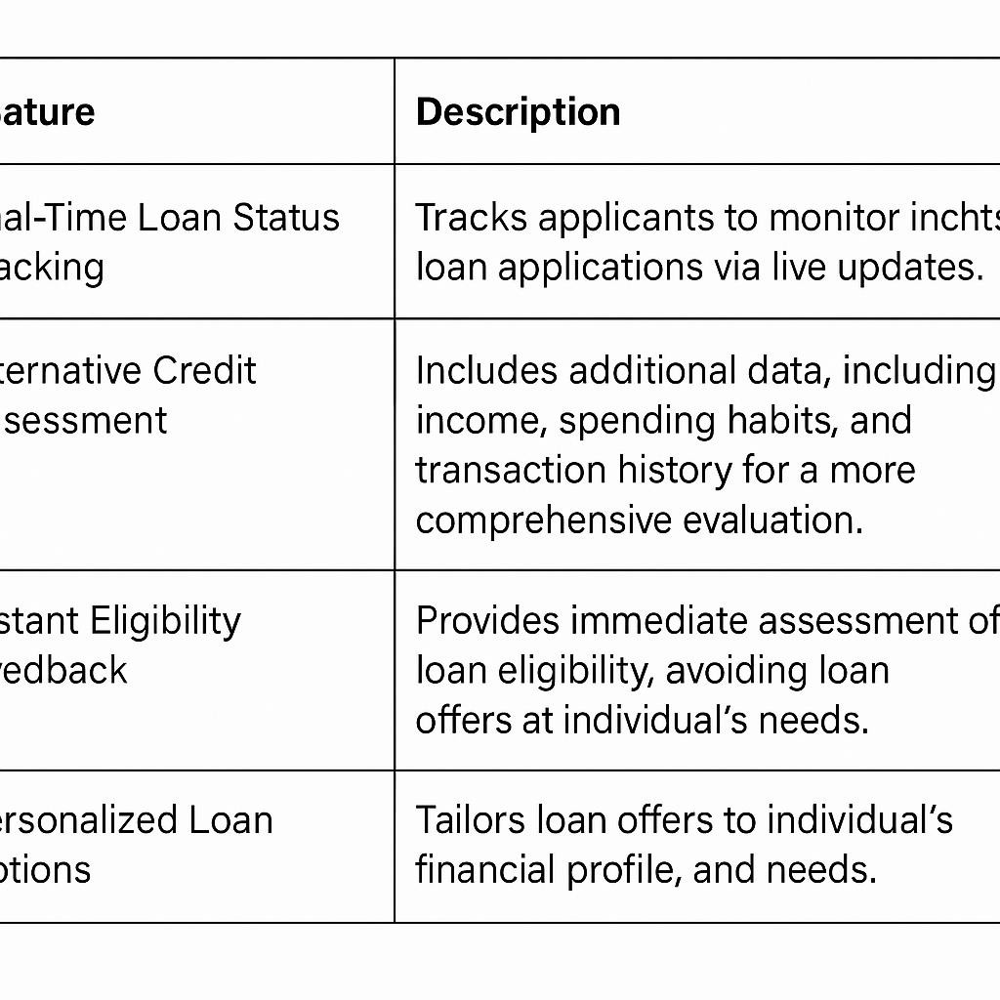 ature
Description
al-Time Loan Status
acking
Tracks applicants to monitor inchts
loan applications via live updates.
ternative Credit
sessment
Includes additional data, including
income, spending habits, and
transaction history for a more
comprehensive evaluation.
stant Eligibility
edback
Provides immediate assessment of
loan eligibility, avoiding loan
offers at individual’s needs.
ersonalized Loan
tions
Tailors loan offers to individual’s
financial profile, and needs.